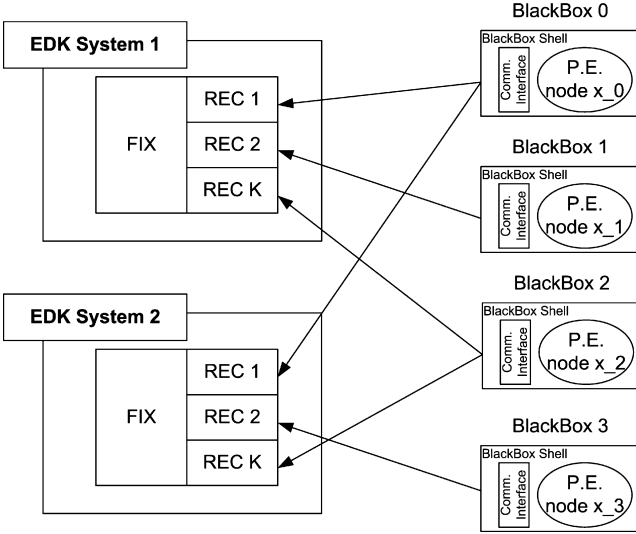 EDK System 1
FIX
REC 1
REC 2
REC K
EDK System 2
FIX
REC 1
REC 2
REC K
BlackBox 0
BlackBox Shell
Comm.
Interface
P.E.
node x_0
BlackBox 1
BlackBox Shell
Comm.
Interface
P.E.
node x_1
BlackBox 2
BlackBox Shell
Comm.
Interface
P.E.
node x_2
BlackBox 3
BlackBox Shell
Comm.
Interface
P.E.
node x_3